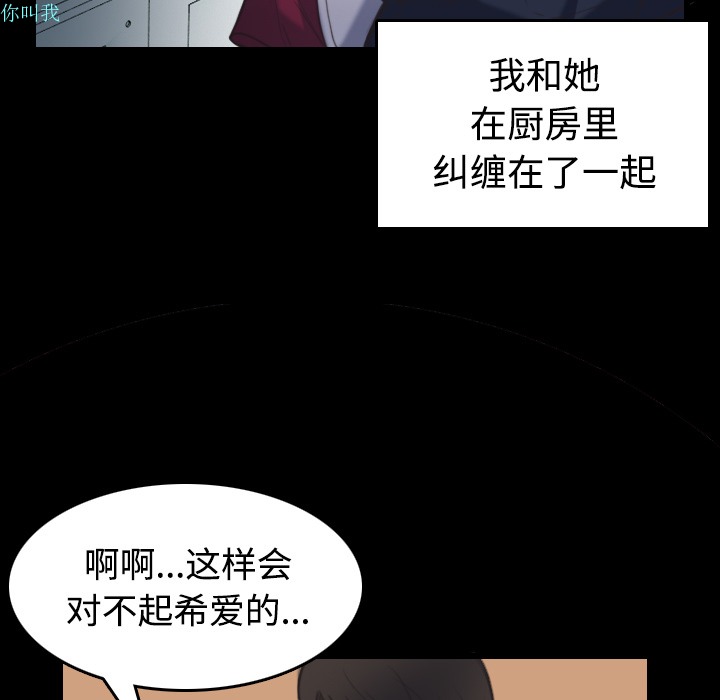 你叫我
我和她
在厨房里
纠缠在了一起
啊啊...这样会
对不起希爱的...